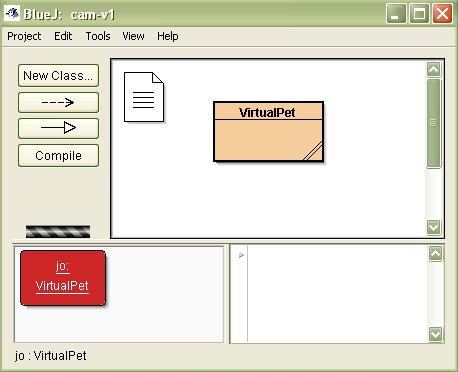 BlueJ: cam-v1
Project Edit Tools View Help
New Class...
Compile
VirtualPet
jo:
VirtualPet
jo : VirtualPet